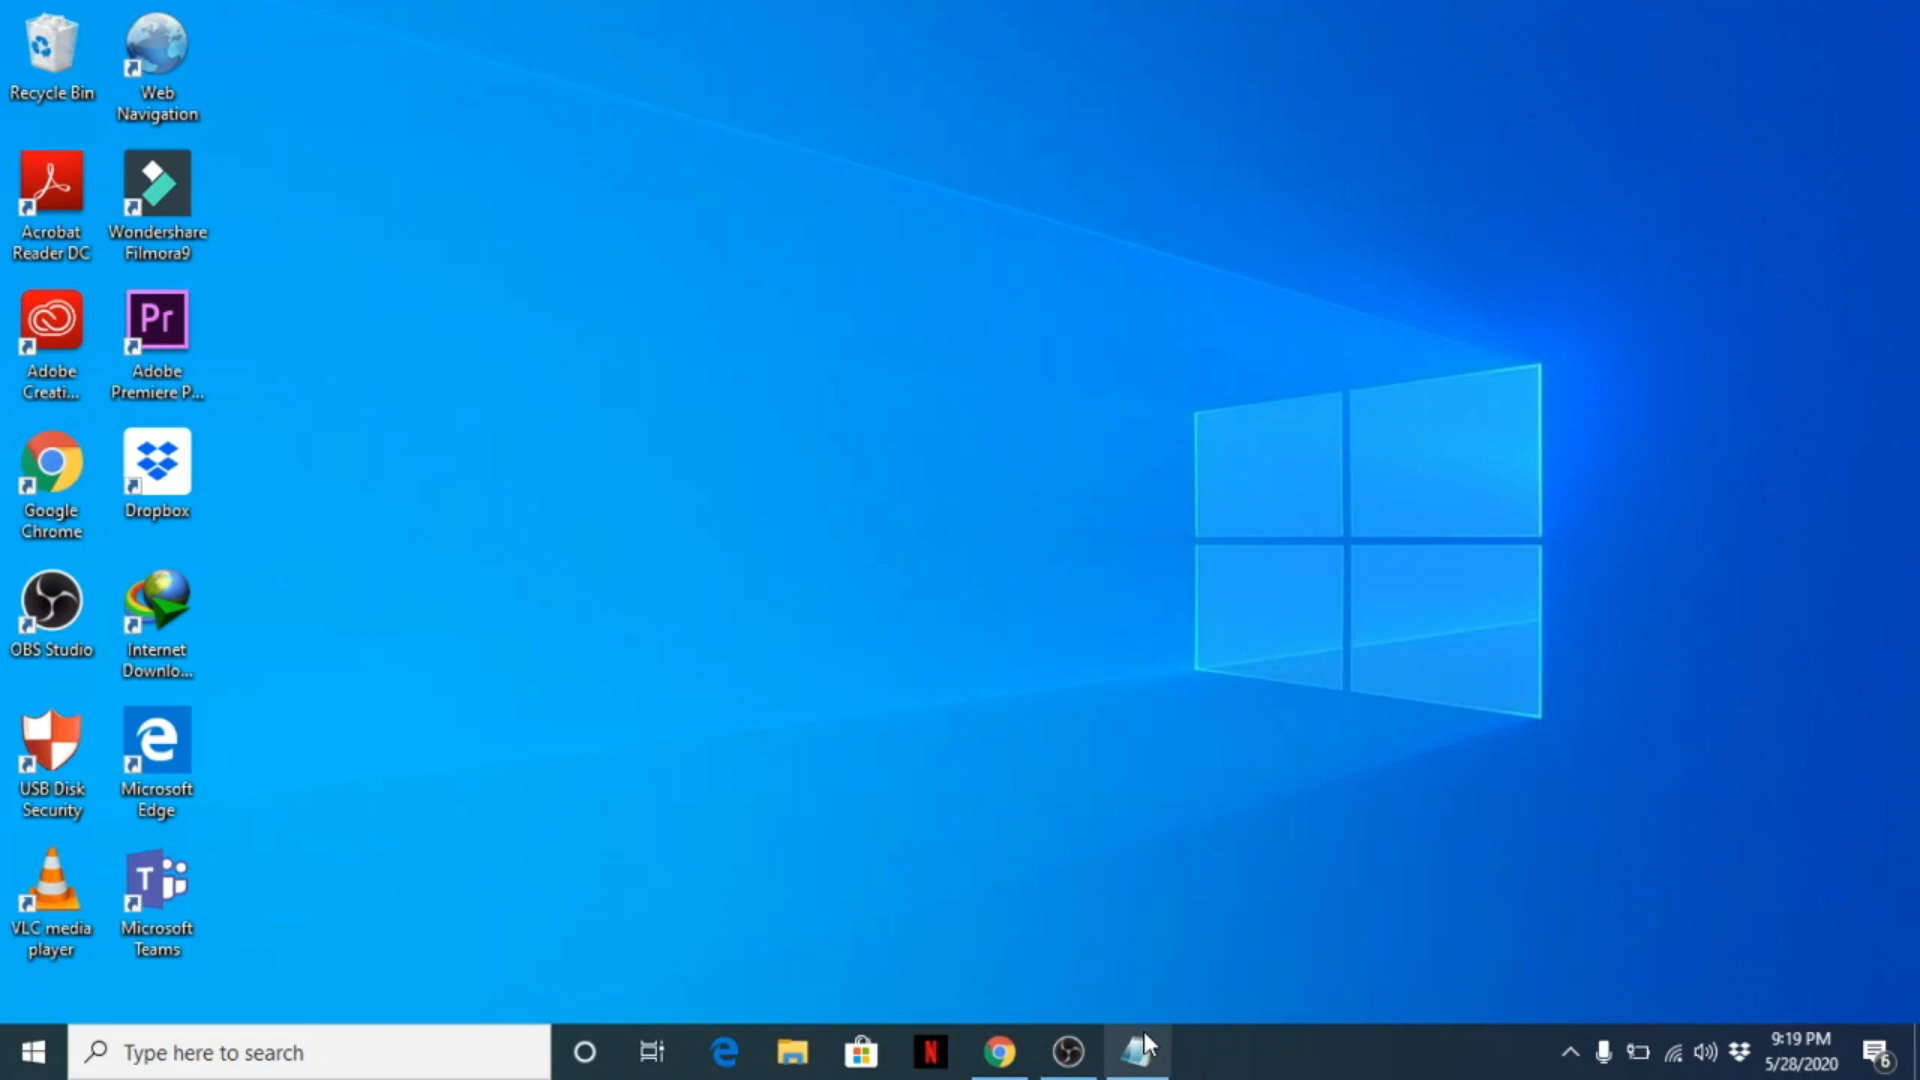 Recycle Bin
Web
Navigation
Acrobat
Reader DC
Wondershare
Filmora9
Adobe
Creati...
Pr
Adobe
Premiere P...
Google
Chrome
Dropbox
OBS Studio
Internet
Downlo...
USB Disk
Security
Microsoft
Edge
VLC media
player
T
Microsoft
Teams
Type here to search
N
9:19 PM
5/28/2020
6